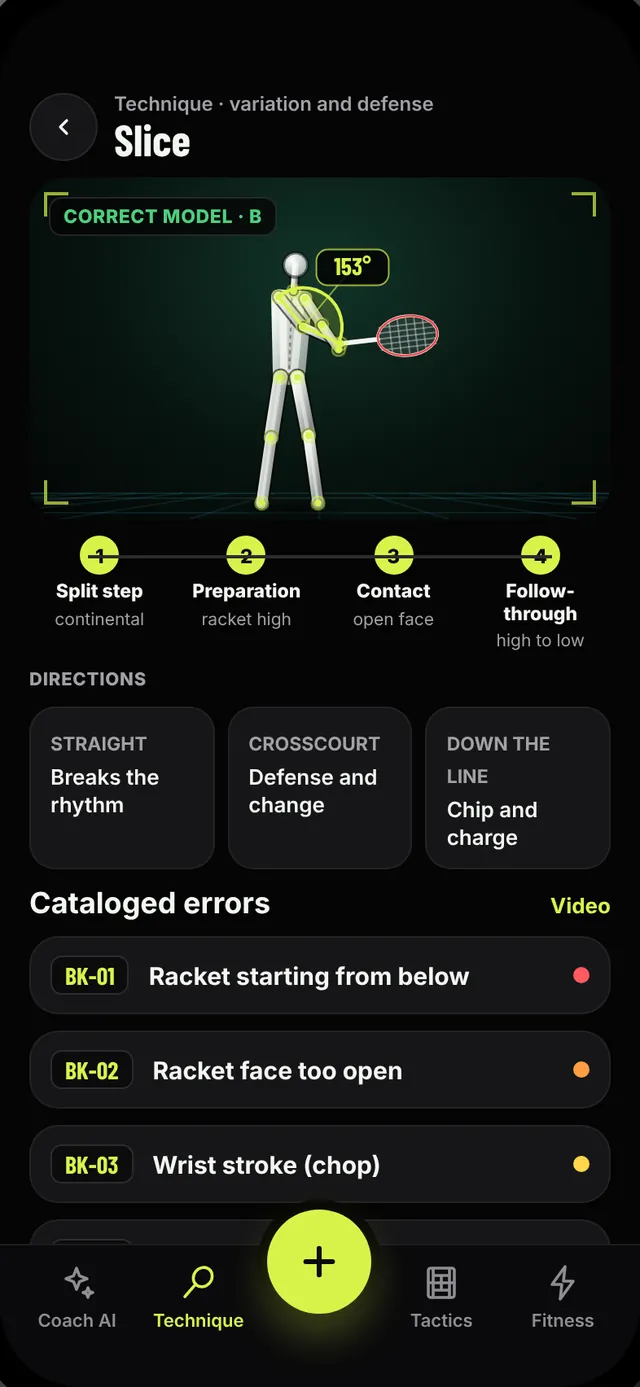 Technique · variation and defense
Slice
CORRECT MODEL · B
153°
1
2
3
4
Split step
continental
Preparation
racket high
Contact
open face
Follow-
through
high to low
DIRECTIONS
STRAIGHT
Breaks the
rhythm
CROSSCOURT
Defense and
change
DOWN THE
LINE
Chip and
charge
Cataloged errors
Video
BK-01
Racket starting from below
BK-02
Racket face too open
BK-03
Wrist stroke (chop)
Coach AI
Technique
Tactics
Fitness